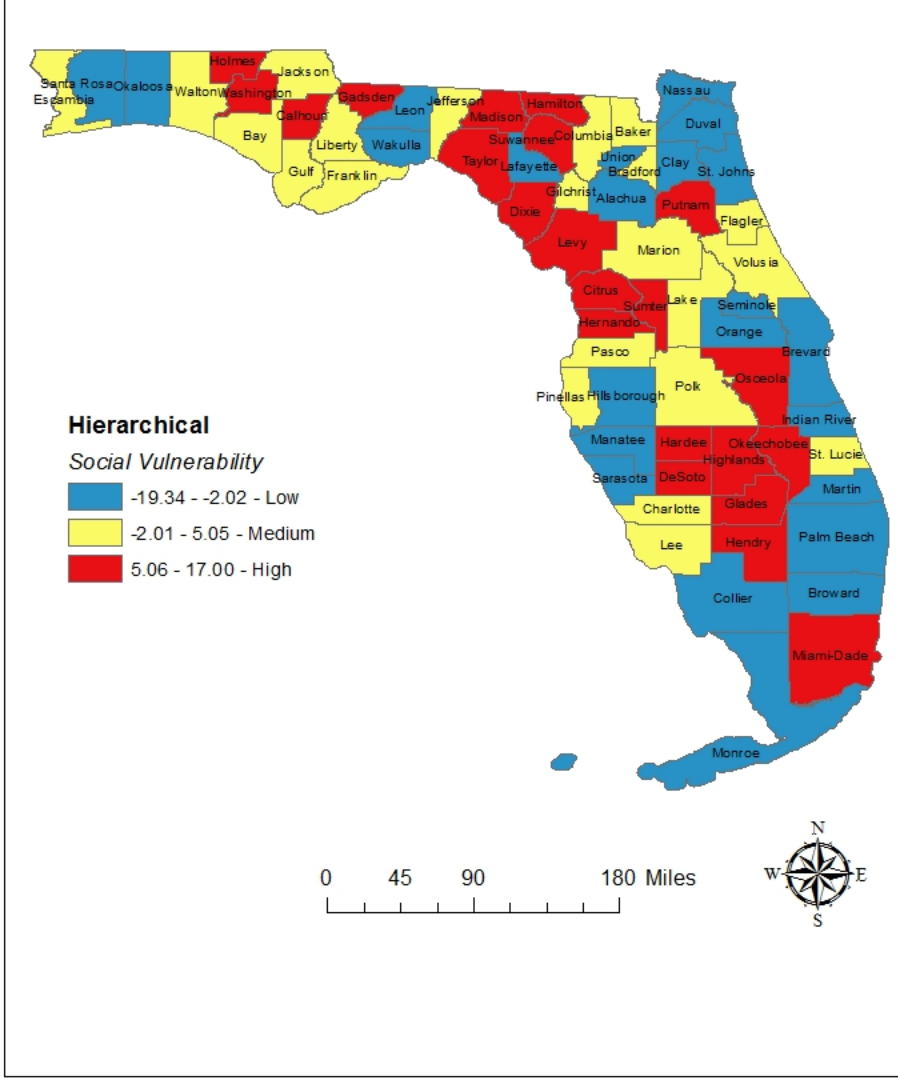 Holmes
Jackson
Santa Rosa
Okaloosa
Walton
Washington
Escambia
Gadsden
Jefferson
Leon
Madison
Hamilton
Nassau
Calhoun
Duval
Bay
Liberty
Wakulla
Suwannee
Columbia
Baker
Taylor
Lafayette
Union
Clay
St. Johns
Bradford
Gulf
Franklin
Gilchrist
Alachua
Putnam
Dixie
Flagler
Levy
Marion
Volusia
Citrus
Sumter
Lake
Seminole
Hernando
Orange
Pasco
Brevard
Osceola
Polk
Pinellas
Hillsborough
Indian River
Manatee
Hardee
Okeechobee
Highlands
St. Lucie
Sarasota
DeSoto
Martin
Charlotte
Glades
Lee
Hendry
Palm Beach
Collier
Broward
Miami-Dade
Monroe
Hierarchical
Social Vulnerability
-19.34 - -2.02 - Low
-2.01 - 5.05 - Medium
5.06 - 17.00 - High
N
W E
S
0 45 90 180 Miles